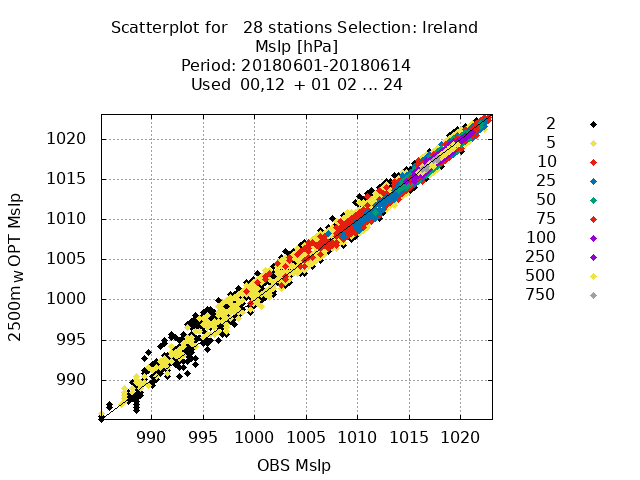 Scatterplot for 28 stations Selection: Ireland
Mslp [hPa]
Period: 20180601-20180614
Used 00,12 + 01 02 ... 24
2500m w OPT Mslp
1020
1015
1010
1005
1000
995
990
990 995 1000 1005 1010 1015 1020
OBS Mslp
2
5
10
25
50
75
100
250
500
750